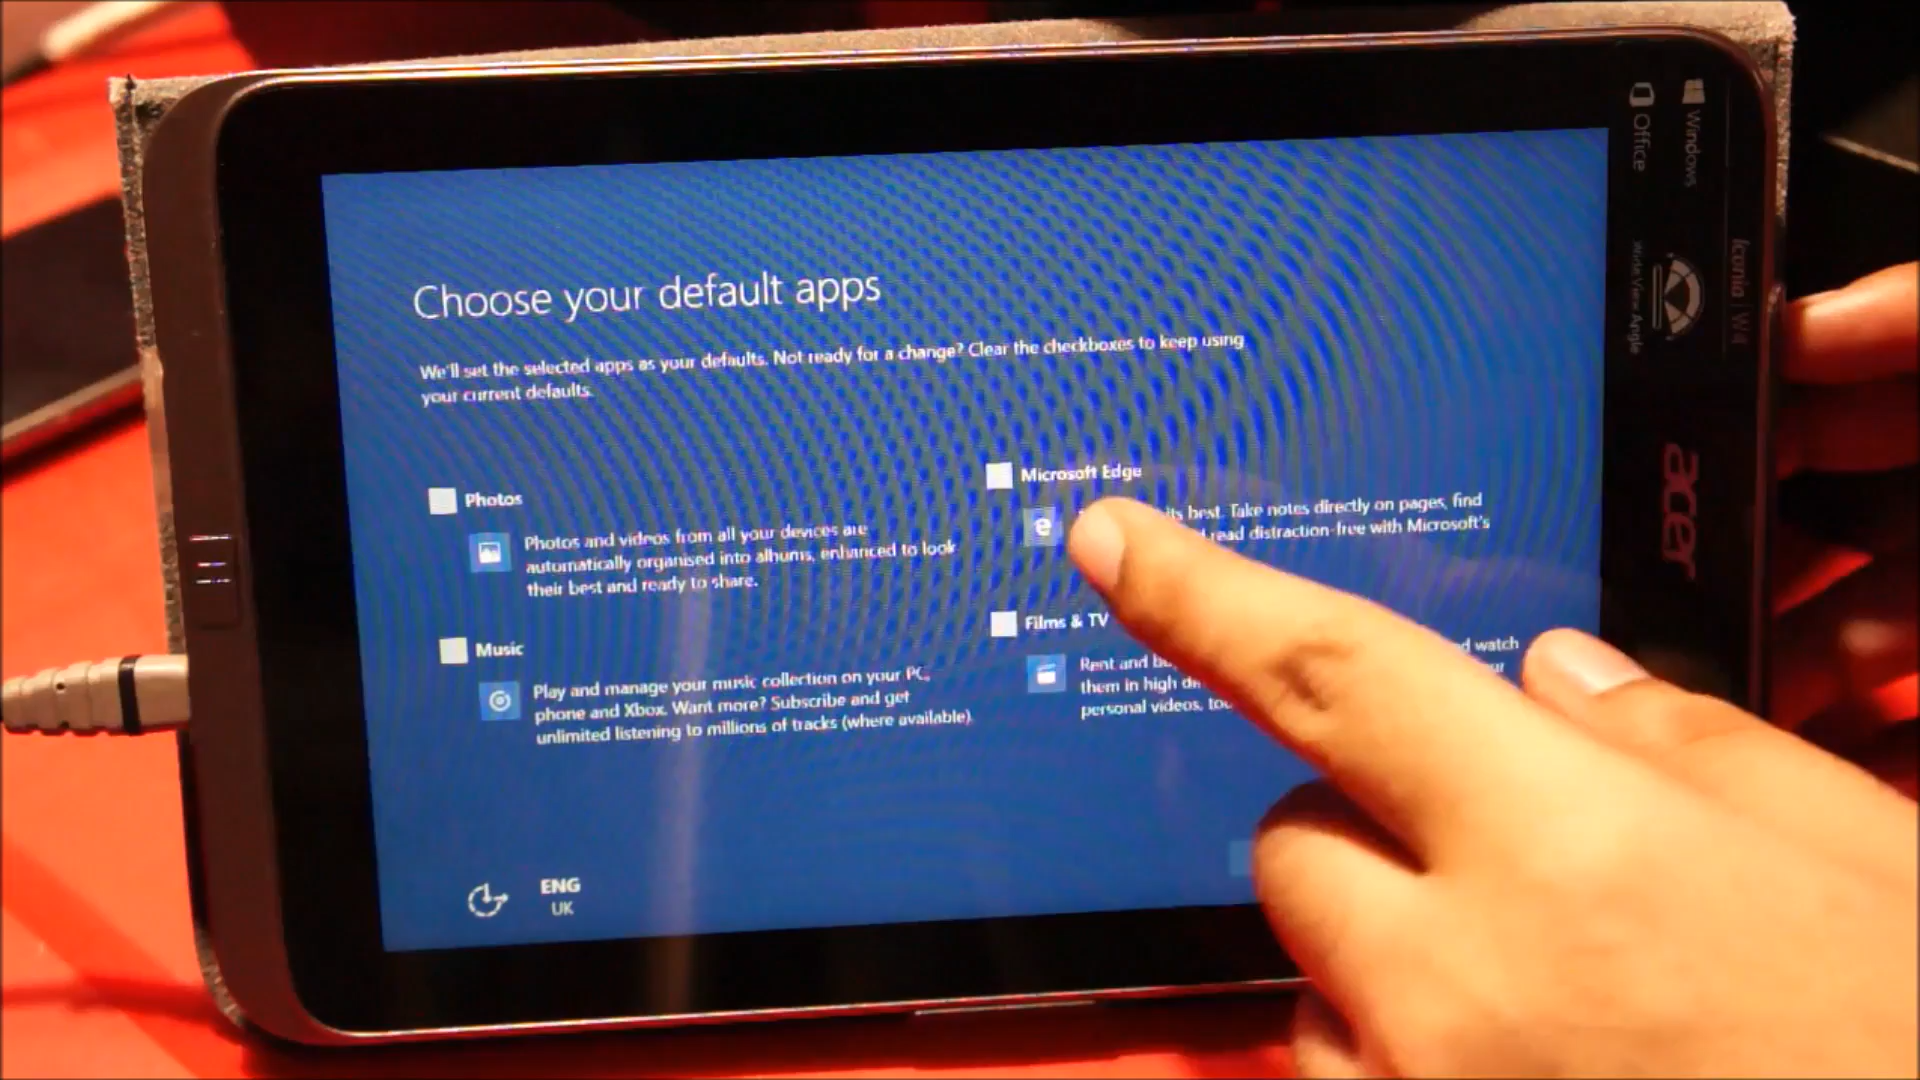 Choose your default apps
We'll set the selected apps as your defaults. Not ready for a change? Clear the checkboxes to keep using
your current defaults.
Photos
Photos and videos from all your devices are
automatically organised into albums, enhanced to look
their best and ready to share.
Music
Play and manage your music collection on your PC,
phone and Xbox. Want more? Subscribe and get
unlimited listening to millions of tracks (where available).
Microsoft Edge
its best. Take notes directly on pages, find
read distraction-free with Microsoft's
Films & TV
Rent and watch
them in high
personal videos,
ENG
UK
Windows
Office
Iconia W4
Wide View Angle
acer